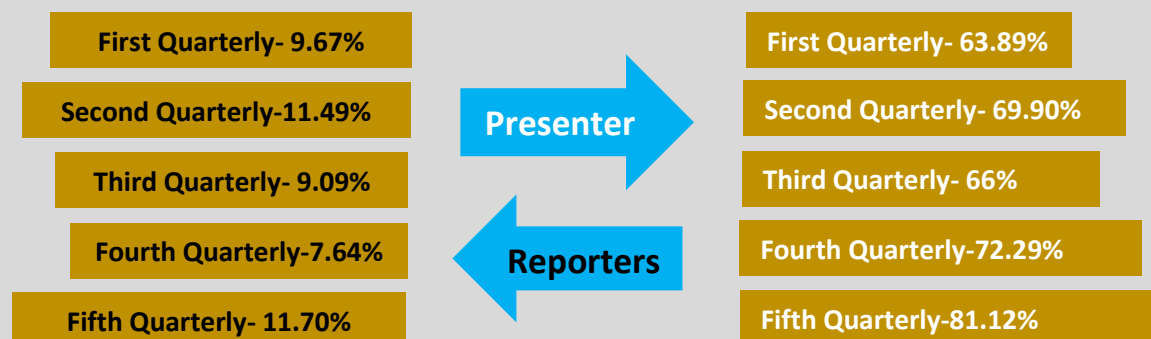 First Quarterly- 9.67%
Second Quarterly-11.49%
Third Quarterly- 9.09%
Fourth Quarterly-7.64%
Fifth Quarterly- 11.70%
Presenter
Reporters
First Quarterly- 63.89%
Second Quarterly- 69.90%
Third Quarterly- 66%
Fourth Quarterly-72.29%
Fifth Quarterly-81.12%